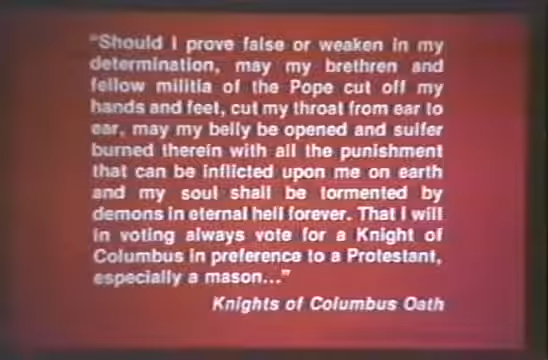 "Should I prove false or weaken in my
determination, may my brethren and
fellow militia of the Pope cut off my
hands and feet, cut my throat from ear to
ear, may my belly be opened and sulfer
burned therein with all the punishment
that can be inflicted upon me on earth
and my soul shall be tormented by
demons in eternal hell forever. That I will
in voting always vote for a Knight of
Columbus in preference to a Protestant,
especially a mason..."
Knights of Columbus Oath